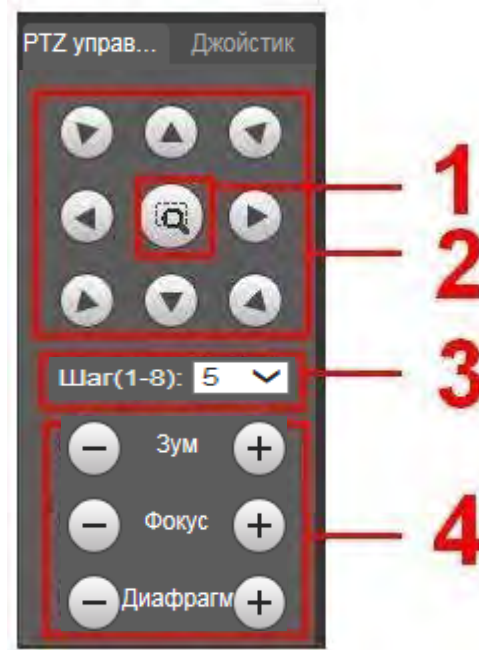 PTZ управ... Джойстик
1
2
Шаг(1-8): 5
3
Зум
Фокус
4
Диафрагм